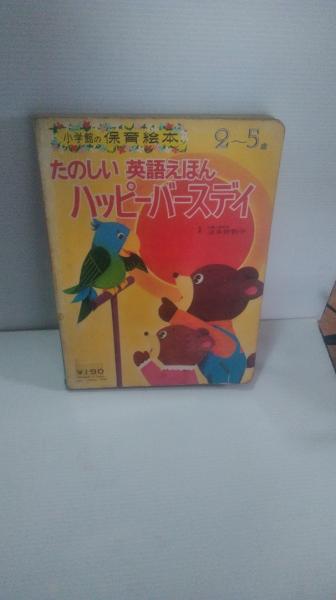 小学館の保育絵本
2~5歳
たのしい 英語えほん
ハッピーバースデイ
¥190